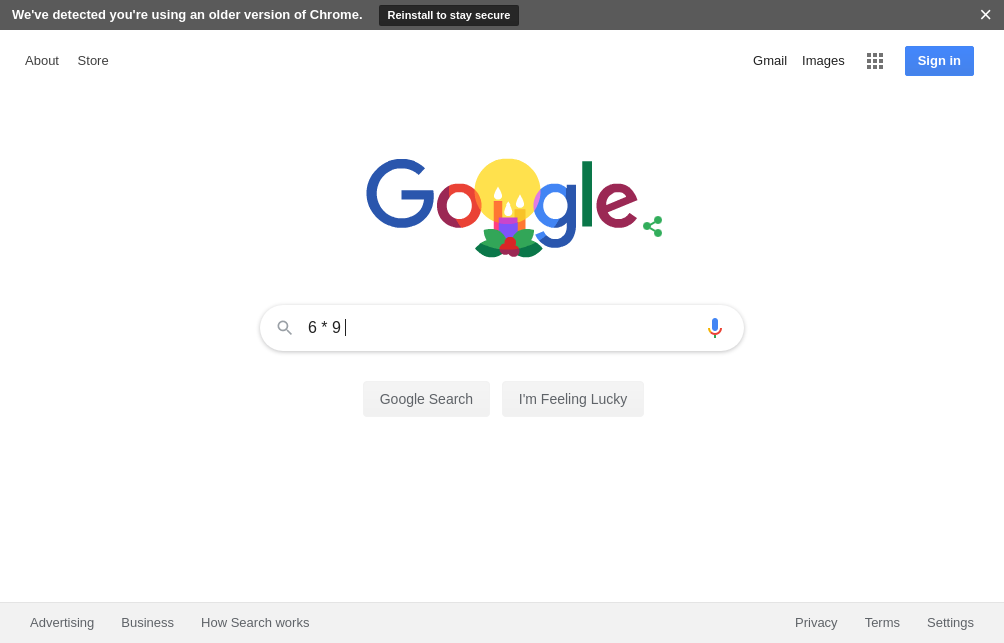 We've detected you're using an older version of Chrome. Reinstall to stay secure
About Store Gmail Images Sign in
Google
6 * 9
Google Search I'm Feeling Lucky
Advertising Business How Search works Privacy Terms Settings